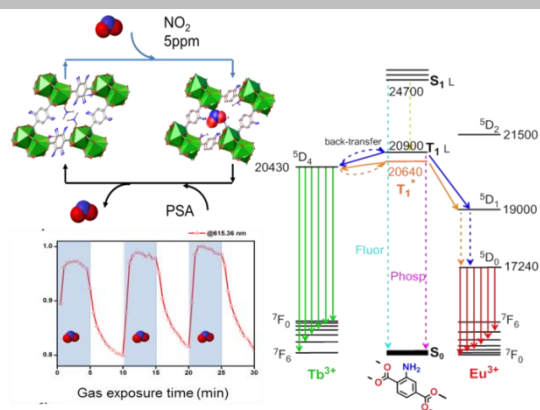 NO2
5ppm
PSA
@615.36 nm
1.0
0.9
0.8
0 5 10 15 20 25 30
Gas exposure time (min)
S1 L
24700
5D2
21500
back-transfer
20900
T1 L
5D4
20430
20640
T1*
5D1
19000
Fluor
Phosp
5D0
17240
7F0
7F6
7F6
S0
7F0
Tb3+
NH2
O
O
O
O
Eu3+